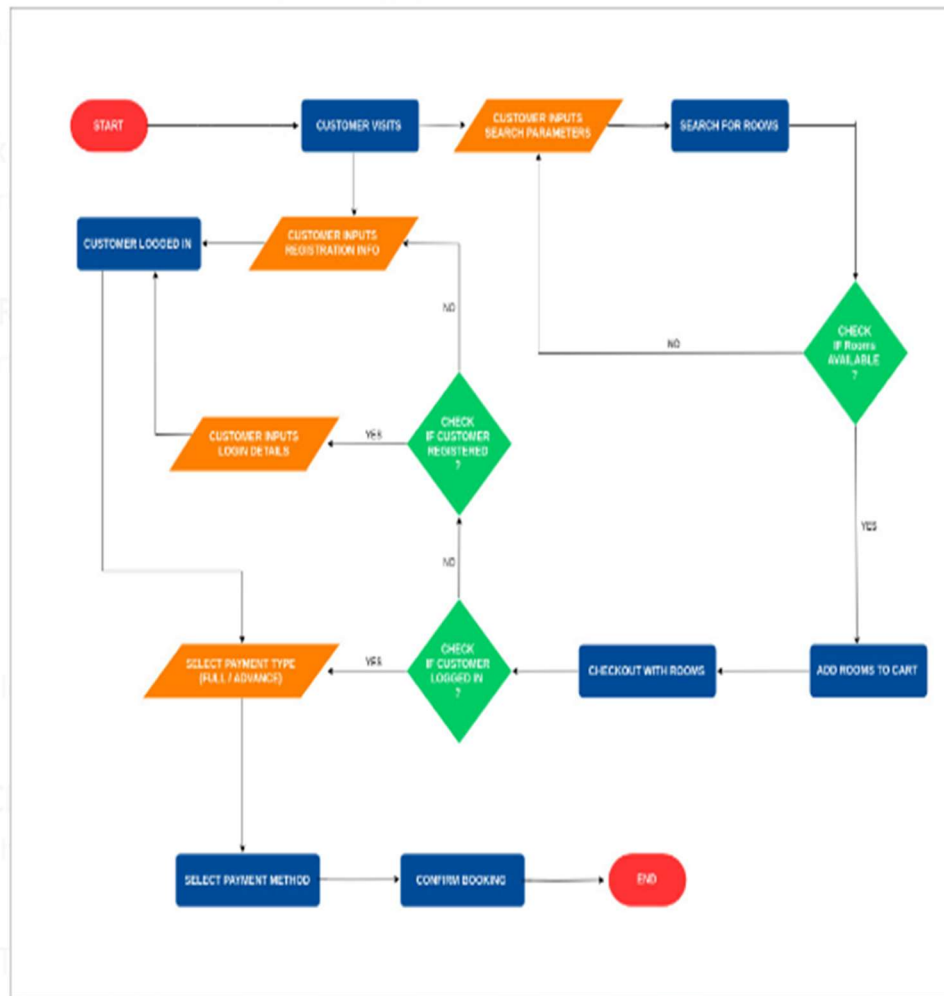 START
CUSTOMER VISITS
CUSTOMER INPUTS
SEARCH PARAMETERS
SEARCH FOR ROOMS
CUSTOMER LOGGED IN
CUSTOMER INPUTS
REGISTRATION INFO
NO
CHECK
IF Rooms
AVAILABLE
?
NO
CUSTOMER INPUTS
LOGIN DETAILS
YES
CHECK
IF CUSTOMER
REGISTERED
?
YES
NO
SELECT PAYMENT TYPE
(FULL / ADVANCE)
YES
CHECK
IF CUSTOMER
LOGGED IN
?
CHECKOUT WITH ROOMS
ADD ROOMS TO CART
SELECT PAYMENT METHOD
CONFIRM BOOKING
END